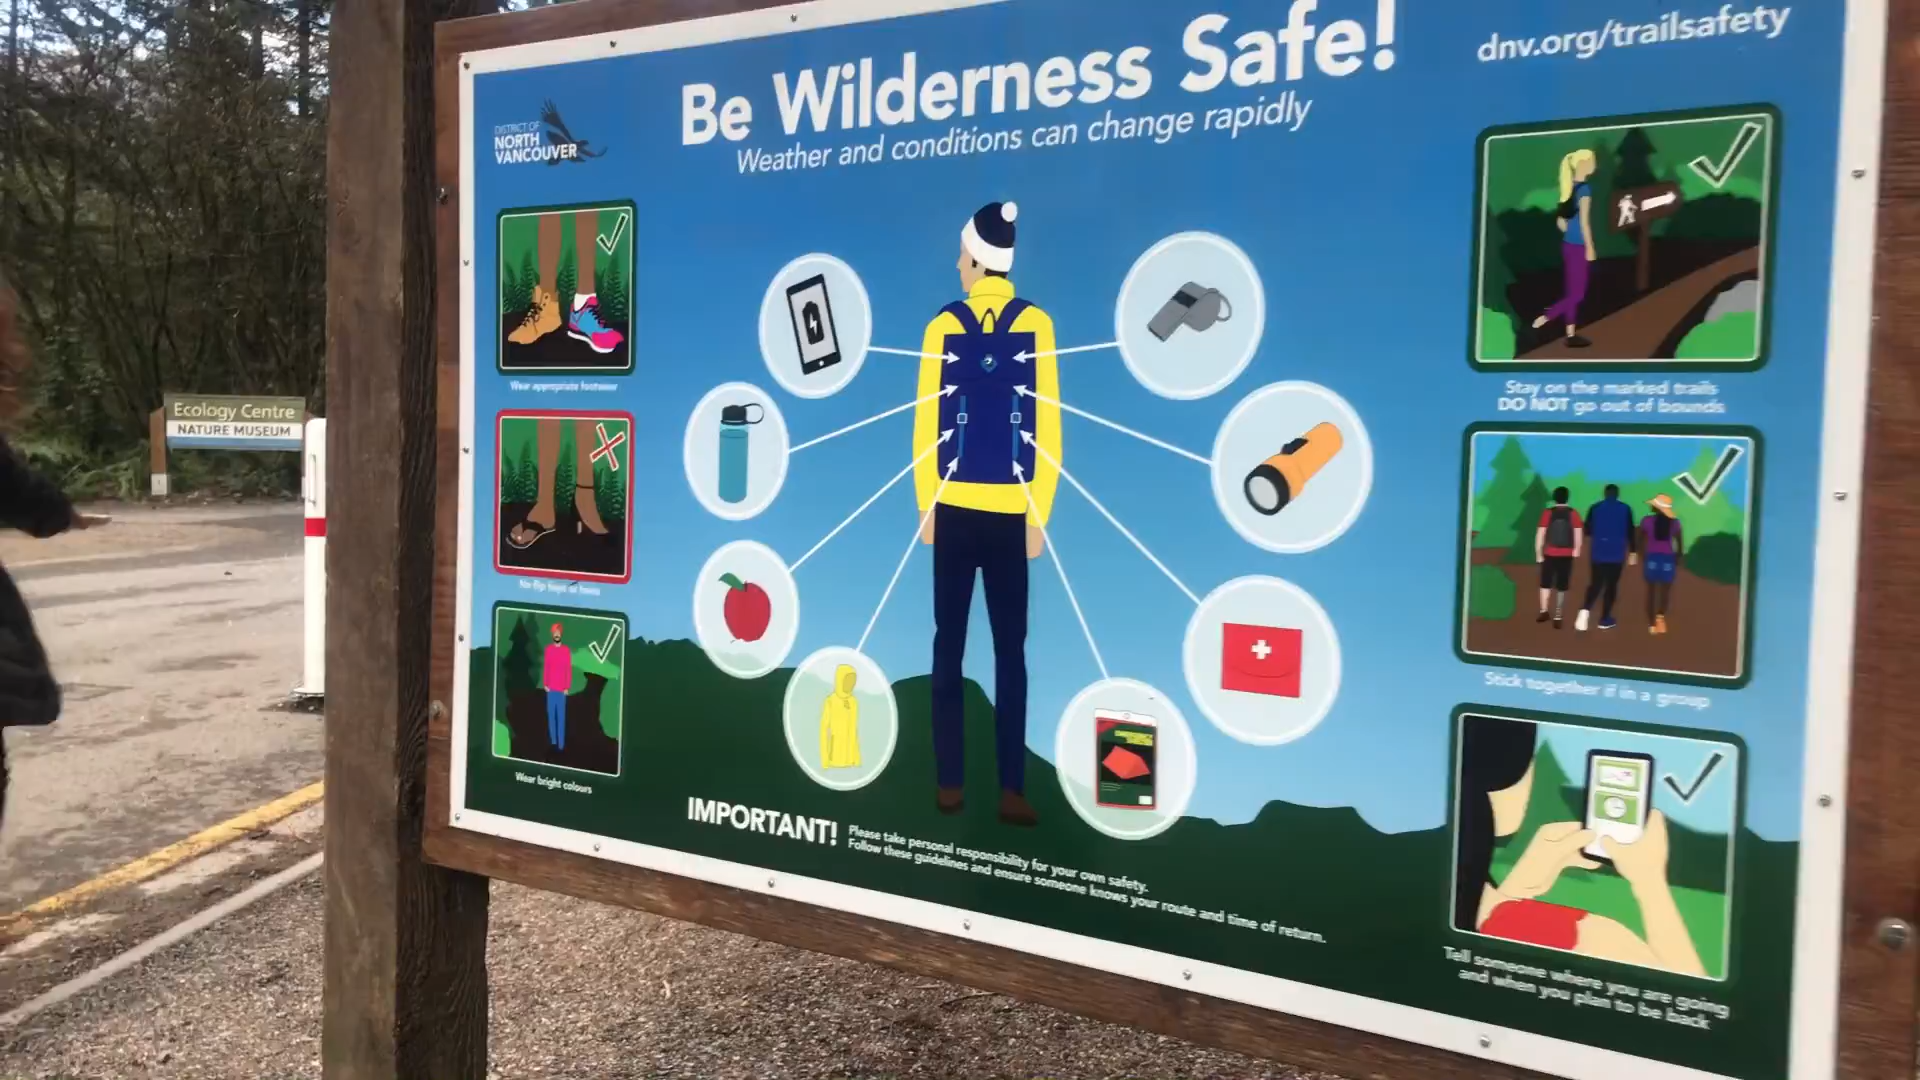 Be Wilderness Safe!
Weather and conditions can change rapidly
dnv.org/trailsafety
DISTRICT OF
NORTH
VANCOUVER
Wear appropriate footwear
No flip flops or heels
Wear bright colours
Stay on the marked trails
DO NOT go out of bounds
Stick together if in a group
Tell someone where you are going
and when you plan to be back
IMPORTANT!
Please take personal responsibility for your own safety.
Follow these guidelines and ensure someone knows your route and time of return.
Ecology Centre
NATURE MUSEUM